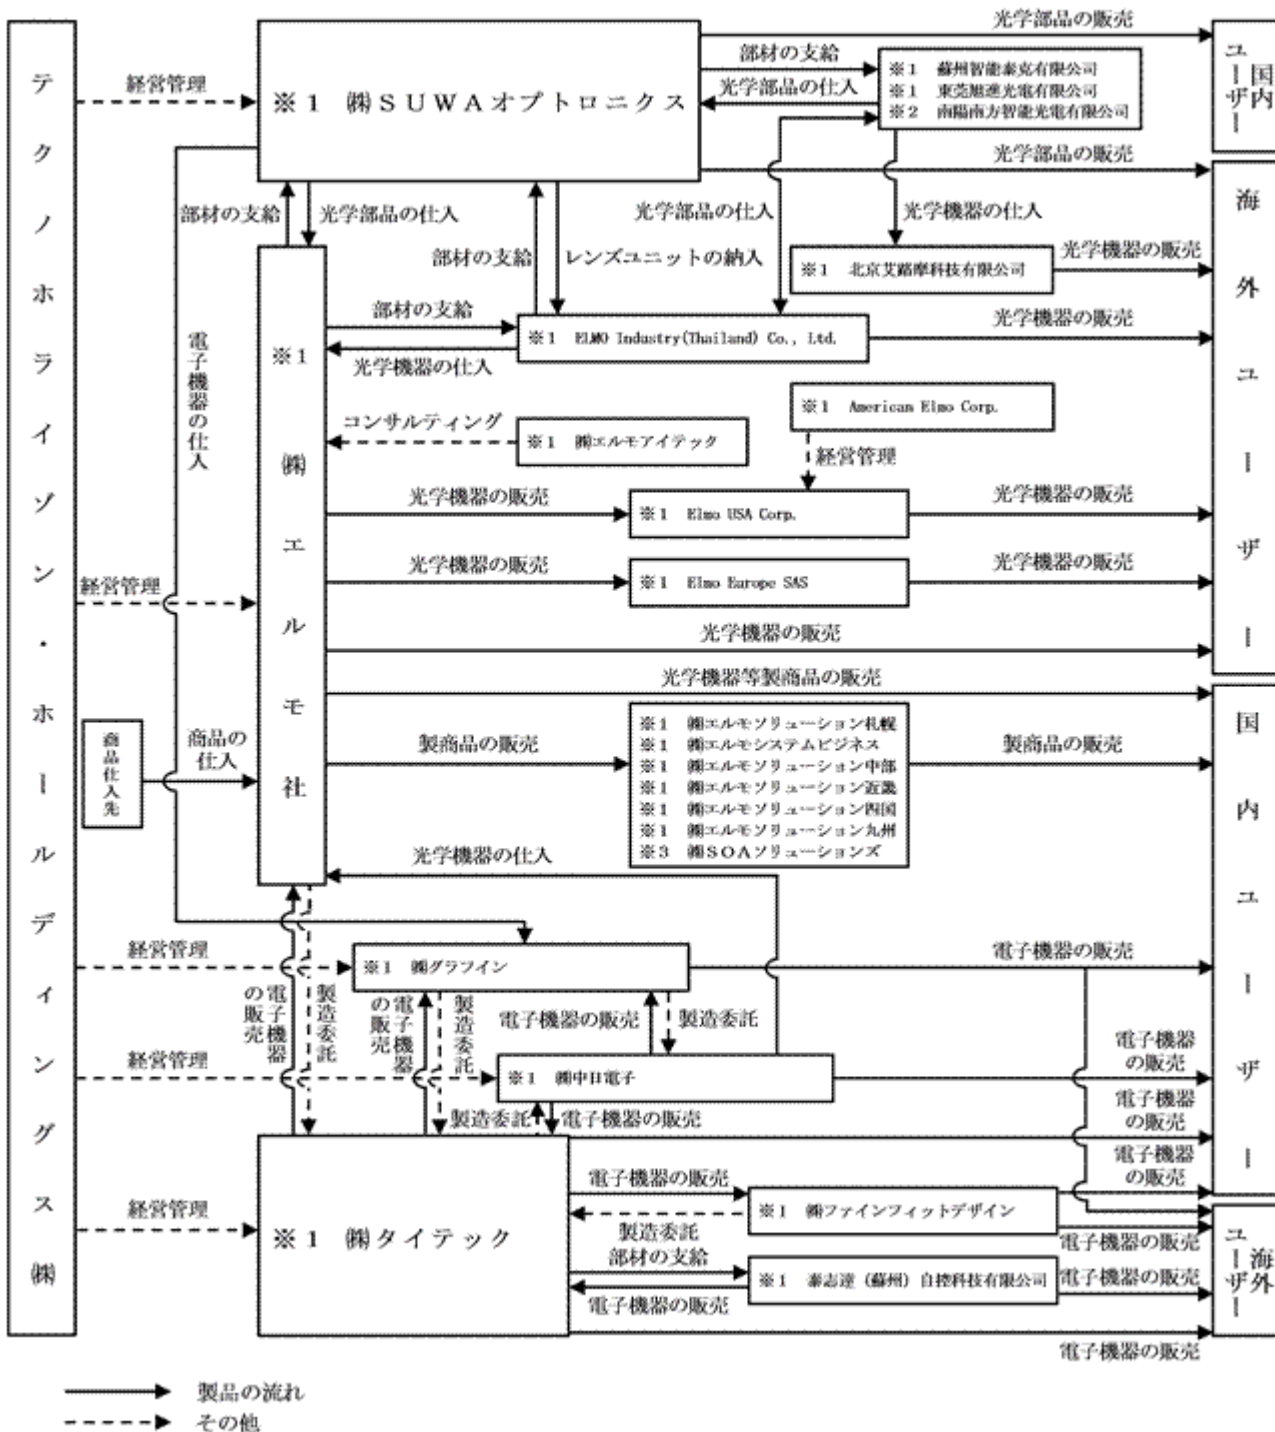 テクノホライゾン・ホールディングス㈱
経営管理
※1 ㈱SUWAオプトロニクス
光学部品の販売
国内ユーザー
部材の支給
光学部品の仕入
※1 蘇州智能泰克有限公司
※1 東莞旭進光電有限公司
※2 南陽南方智能光電有限公司
光学部品の販売
海外ユーザー
部材の支給
光学部品の仕入
部材の支給
レンズユニットの納入
光学部品の仕入
光学機器の仕入
※1 北京艾路摩科技有限公司
光学機器の販売
電子機器の仕入
※1 ㈱エルモ社
部材の支給
光学機器の仕入
※1 ELMO Industry(Thailand) Co., Ltd.
光学機器の販売
コンサルティング
※1 ㈱エルモアイテック
※1 American Elmo Corp.
経営管理
光学機器の販売
※1 Elmo USA Corp.
光学機器の販売
経営管理
光学機器の販売
※1 Elmo Europe SAS
光学機器の販売
光学機器の販売
光学機器等製商品の販売
国内ユーザー
商品仕入先
商品の
仕入
製商品の販売
※1 ㈱エルモソリューション札幌
※1 ㈱エルモシステムビジネス
※1 ㈱エルモソリューション中部
※1 ㈱エルモソリューション近畿
※1 ㈱エルモソリューション四国
※1 ㈱エルモソリューション九州
※3 ㈱SOAソリューションズ
製商品の販売
光学機器の仕入
経営管理
※1 ㈱グラフイン
電子機器の販売
電子機器
の販売
製造委託
電子機器
の販売
製造委託
電子機器の販売
製造委託
経営管理
※1 ㈱中日電子
電子機器
の販売
製造委託
電子機器の販売
電子機器
の販売
経営管理
※1 ㈱タイテック
電子機器の販売
製造委託
※1 ㈱ファインフィットデザイン
電子機器
の販売
電子機器の販売
海外ユーザー
部材の支給
電子機器の販売
※1 泰志達（蘇州）自控科技有限公司
電子機器の販売
電子機器の販売
製品の流れ
その他